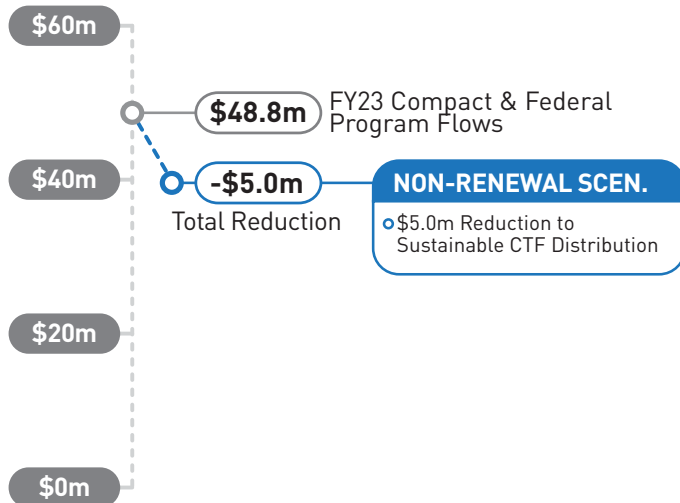 $60m
$48.8m
FY23 Compact & Federal
Program Flows
$40m
-$5.0m
Total Reduction
NON-RENEWAL SCEN.
$5.0m Reduction to
Sustainable CTF Distribution
$20m
$0m